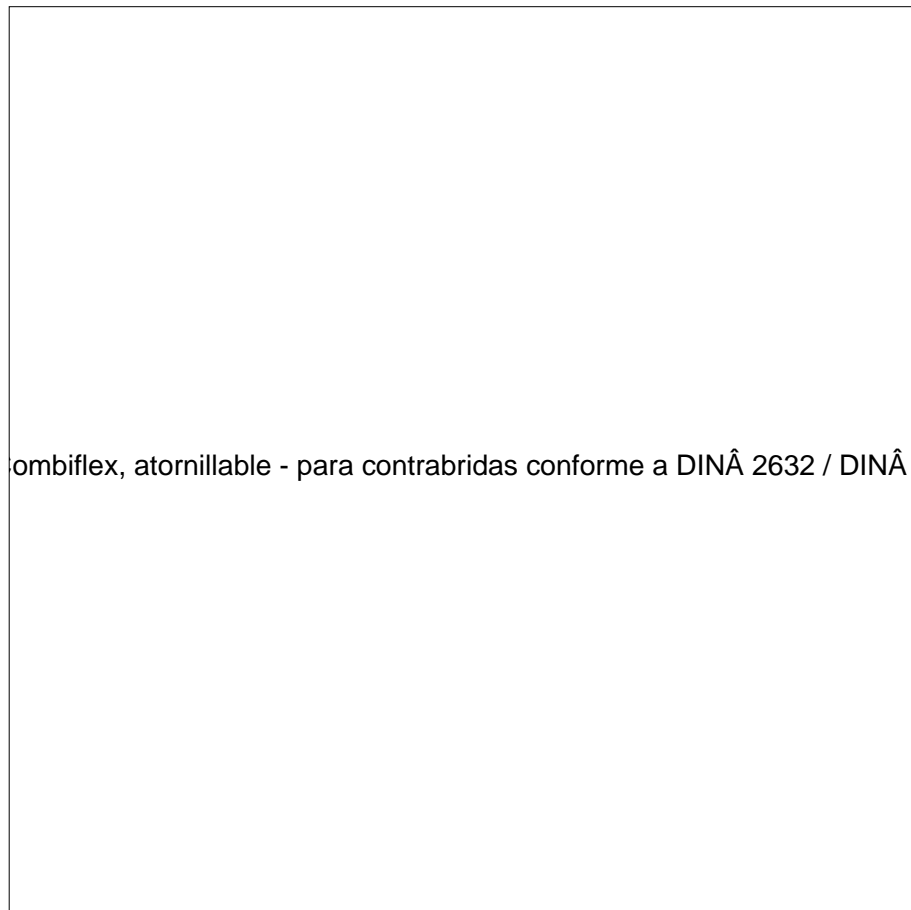 ombiflex, atornillable - para contrabridas conforme a DINÂ 2632 / DINÂ